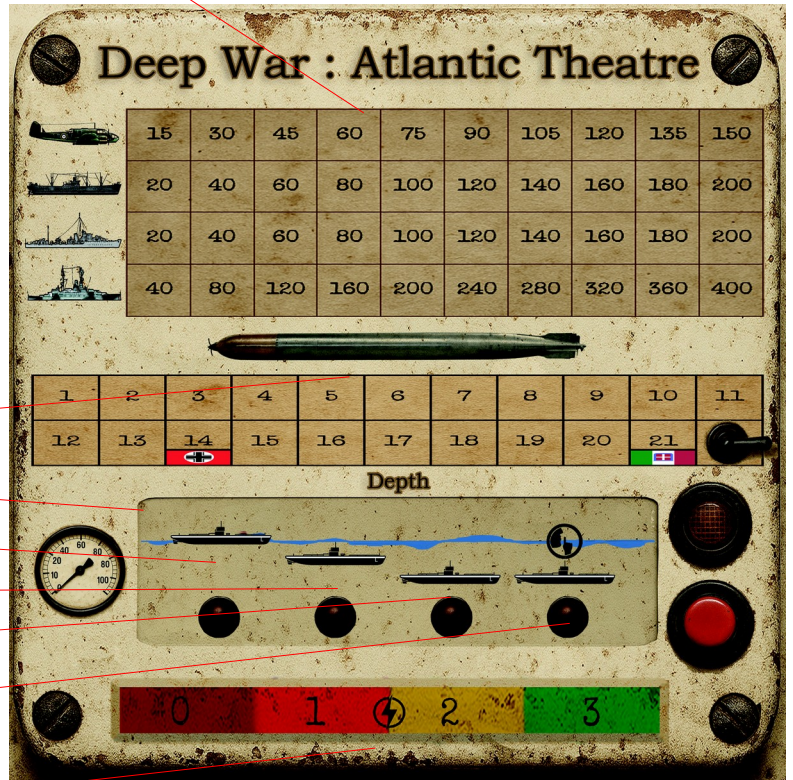 Deep War : Atlantic Theatre
15 30 45 60 75 90 105 120 135 150
20 40 60 80 100 120 140 160 180 200
20 40 60 80 100 120 140 160 180 200
40 80 120 160 200 240 280 320 360 400
1 2 3 4 5 6 7 8 9 10 11
12 13 14 15 16 17 18 19 20 21
Depth
0 20 40 60 80 80 100
0 1 2 3